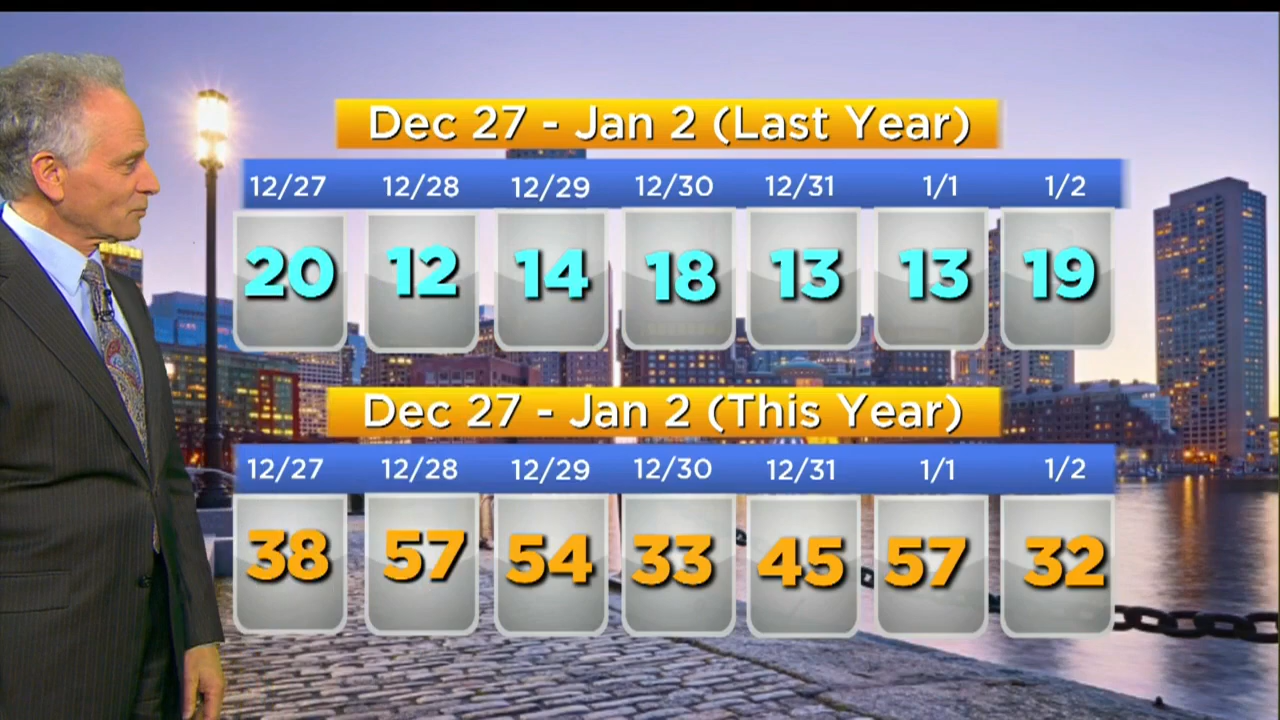 Dec 27 - Jan 2 (Last Year)
12/27 12/28 12/29 12/30 12/31 1/1 1/2
20 12 14 18 13 13 19
Dec 27 - Jan 2 (This Year)
12/27 12/28 12/29 12/30 12/31 1/1 1/2
38 57 54 33 45 57 32